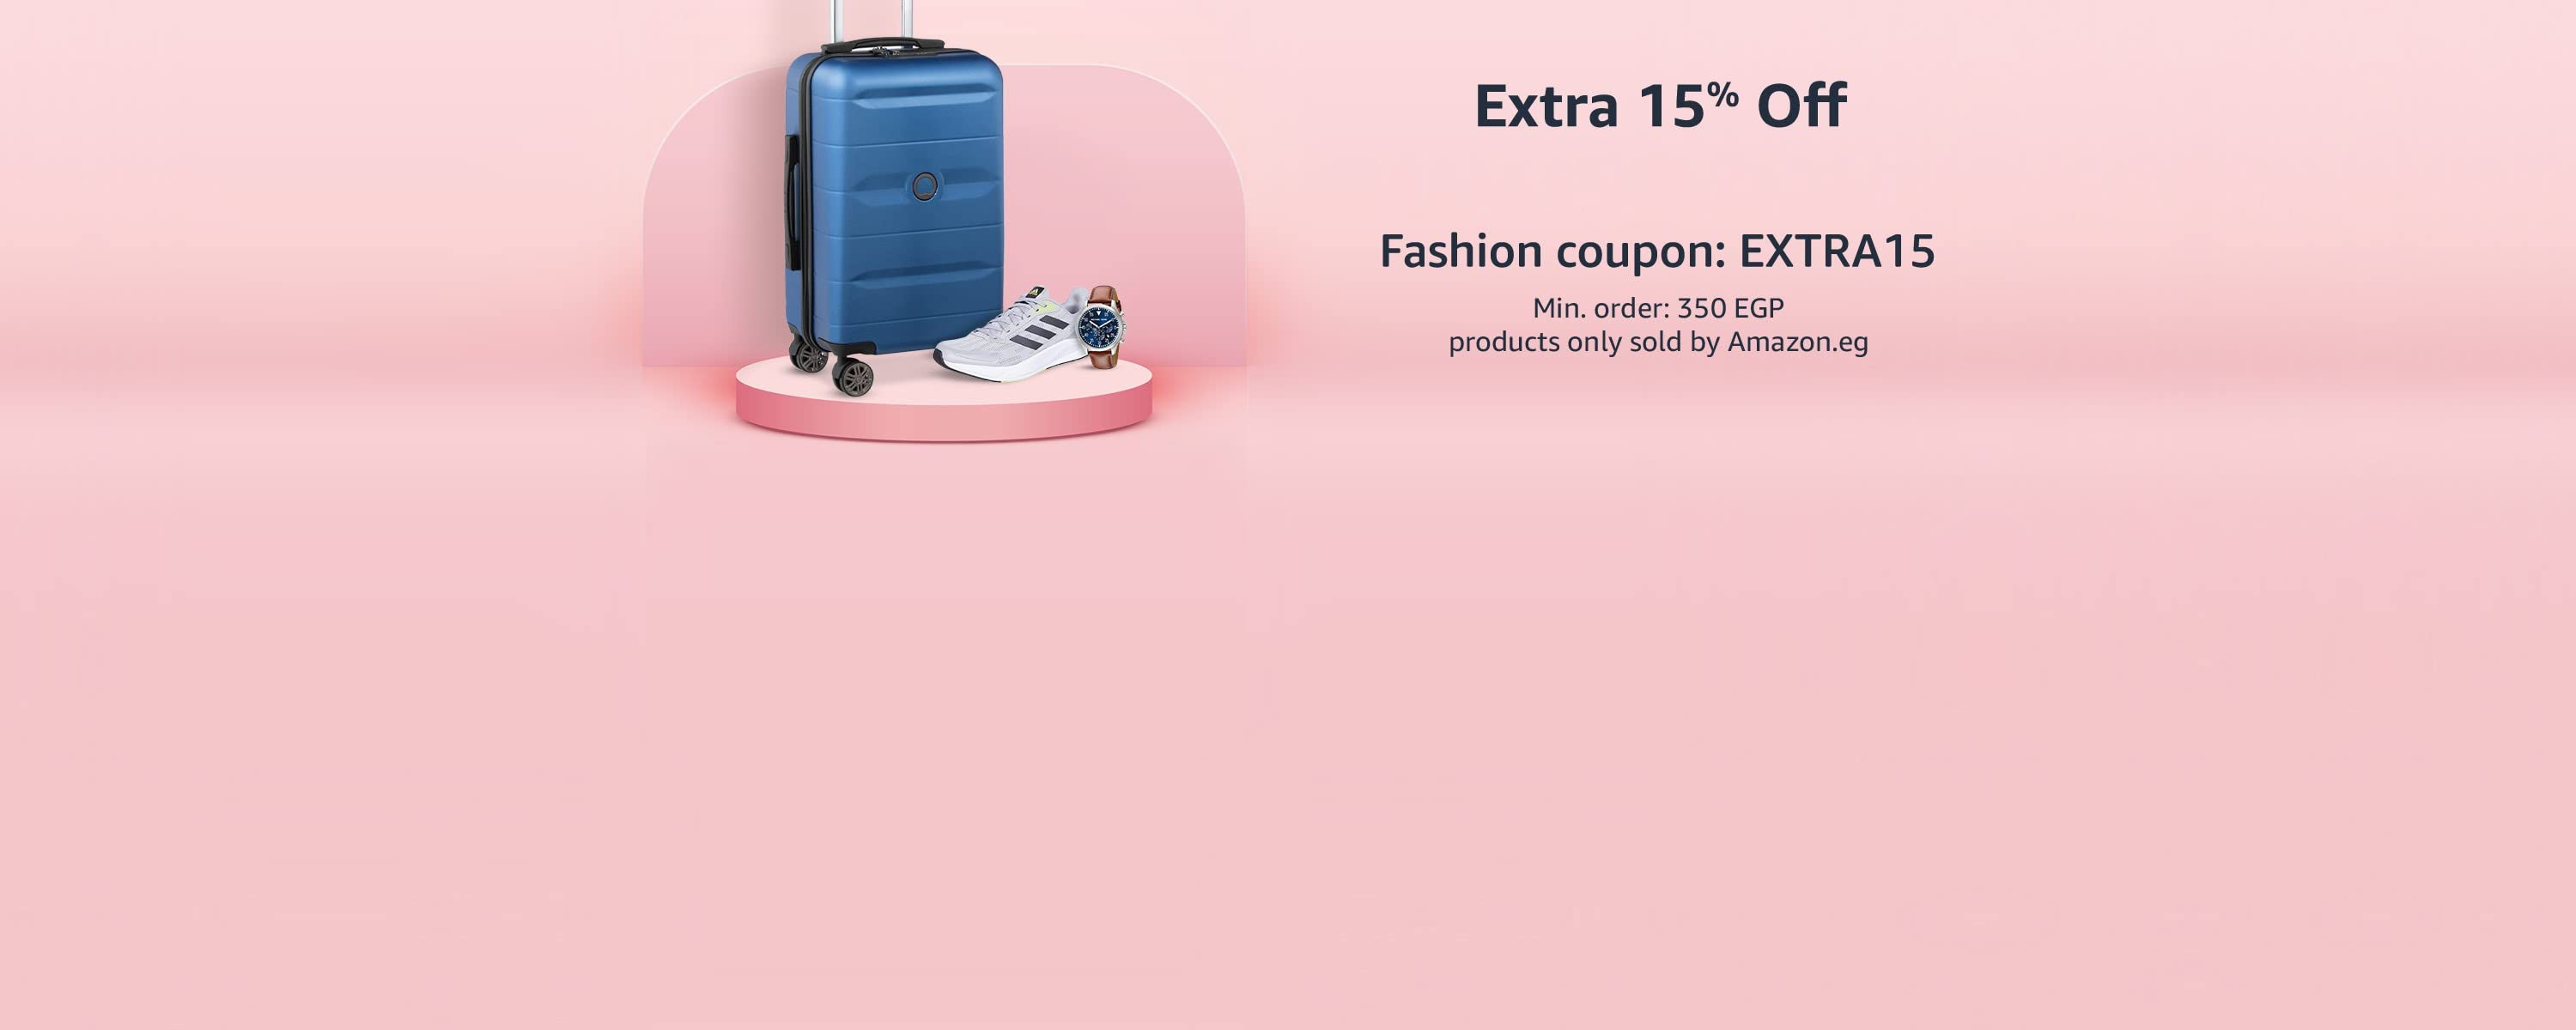 Extra 15% Off
Fashion coupon: EXTRA15
Min. order: 350 EGP
products only sold by Amazon.eg